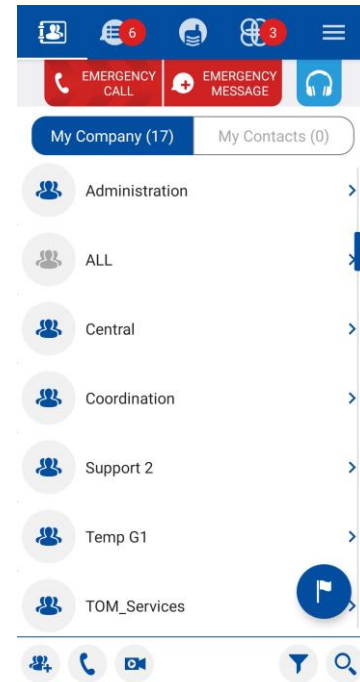 6
3
EMERGENCY CALL
EMERGENCY MESSAGE
My Company (17)
My Contacts (0)
Administration
ALL
Central
Coordination
Support 2
Temp G1
TOM_Services